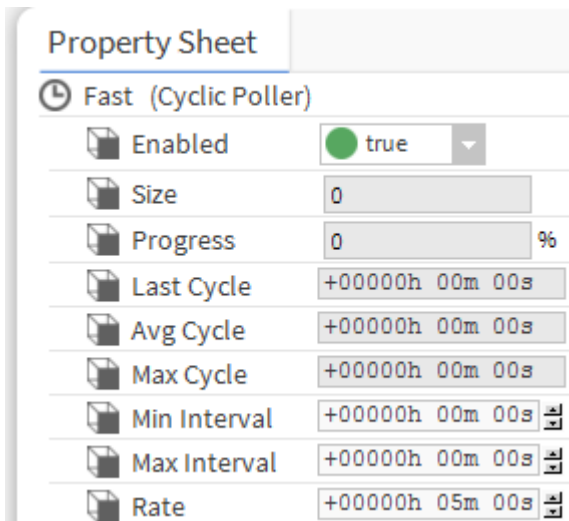 Property Sheet
Fast (Cyclic Poller)
Enabled true
Size 0
Progress 0 %
Last Cycle +00000h 00m 00s
Avg Cycle +00000h 00m 00s
Max Cycle +00000h 00m 00s
Min Interval +00000h 00m 00s
Max Interval +00000h 00m 00s
Rate +00000h 05m 00s